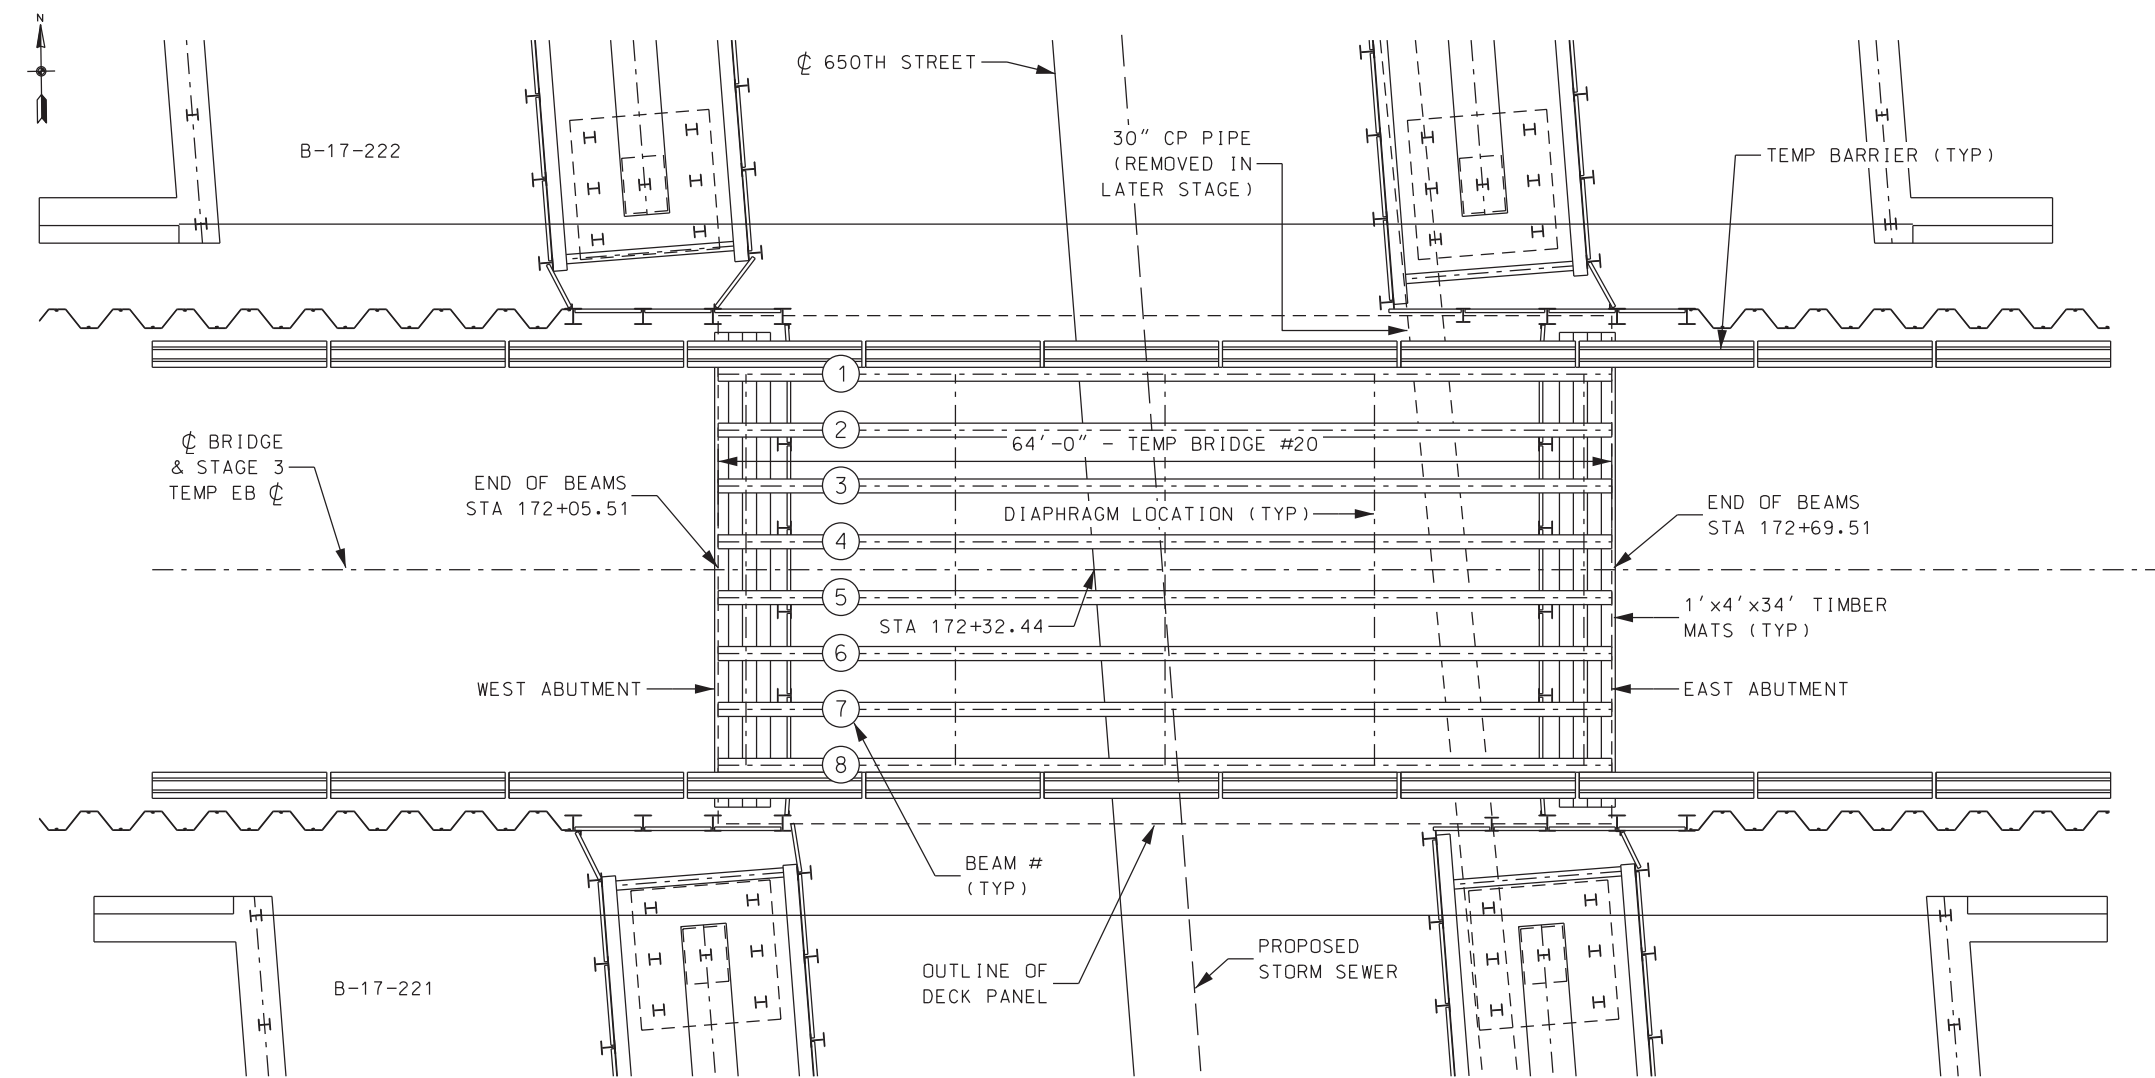 N
℄ 650TH STREET
30" CP PIPE
(REMOVED IN
LATER STAGE)
B-17-222
TEMP BARRIER (TYP)
1
2
64'-0" - TEMP BRIDGE #20
℄ BRIDGE
& STAGE 3
TEMP EB ℄
END OF BEAMS
STA 172+05.51
3
DIAPHRAGM LOCATION (TYP)
END OF BEAMS
STA 172+69.51
4
5
STA 172+32.44
1'x4'x34' TIMBER
MATS (TYP)
6
WEST ABUTMENT
EAST ABUTMENT
7
8
BEAM #
(TYP)
B-17-221
OUTLINE OF
DECK PANEL
PROPOSED
STORM SEWER